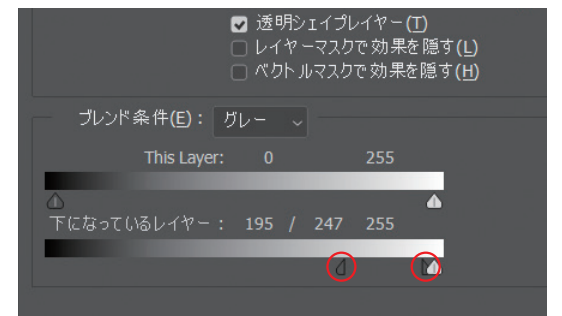 透明シェイプレイヤー(T)
レイヤーマスクで効果を隠す(L)
ベクトルマスクで効果を隠す(H)
ブレンド条件(E)： グレー
This Layer: 0 255
下になっているレイヤー： 195 / 247 255